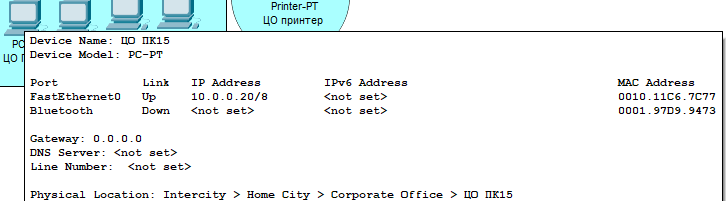 Printer-PT
ЦО принтер
Device Name: ЦО ПК15
Device Model: PC-PT
Port Link IP Address IPv6 Address MAC Address
FastEthernet0 Up 10.0.0.20/8 <not set> 0010.11C6.7C77
Bluetooth Down <not set> <not set> 0001.97D9.9473
Gateway: 0.0.0.0
DNS Server: <not set>
Line Number: <not set>
Physical Location: Intercity > Home City > Corporate Office > ЦО ПК15